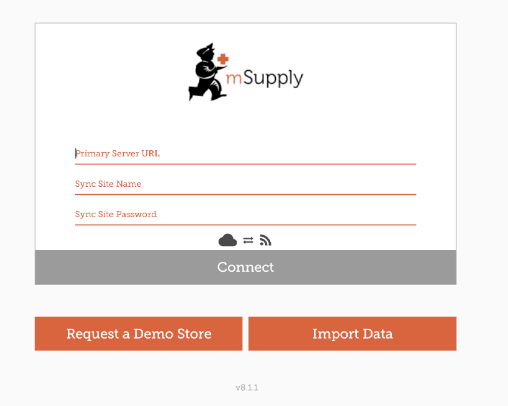 mSupply
Primary Server URL
Sync Site Name
Sync Site Password
Connect
Request a Demo Store
Import Data
v8.1.1